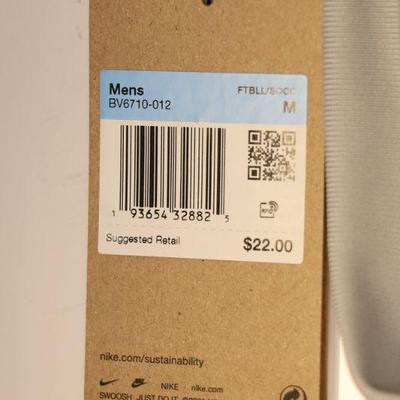 Mens FTBLL/SOCC
BV6710-012 M
RFID
1 93654 32882 5
Suggested Retail $22.00
nike.com/sustainability
NIKE nike.com
SWOOSH JUST DO IT